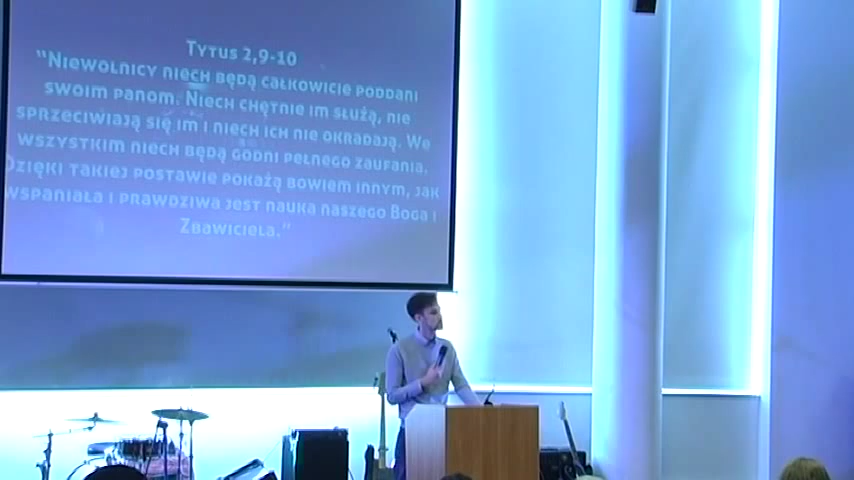 Tytus 2,9-10
"Niewolnicy niech będą całkowicie poddani
swoim panom. Niech chętnie im służą, nie
sprzeciwiają się im i niech ich nie okradają. We
wszystkim niech będą godni pełnego zaufania.
Dzięki takiej postawie pokażą bowiem innym, jak
wspaniała i prawdziwa jest nauka naszego Boga i
Zbawiciela."